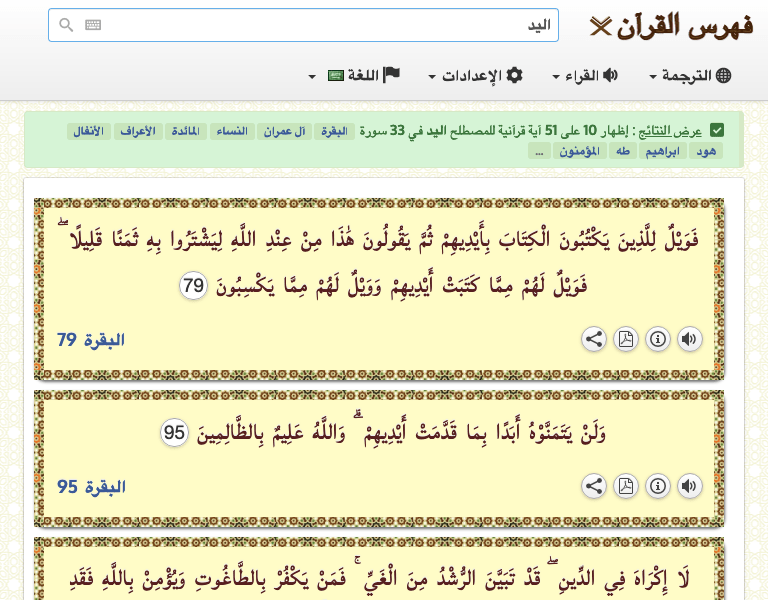 فهرس القرآن
اليد
الترجمة القراء الإعدادات اللغة
عرض النتائج : إظهار 10 على 51 آية قرآنية للمصطلح اليد في 33 سورة البقرة آل عمران النساء المائدة الأعراف الأنفال
هود ابراهيم طه المؤمنون ...
فَوَيْلٌ لِلَّذِينَ يَكْتُبُونَ الْكِتَابَ بِأَيْدِيهِمْ ثُمَّ يَقُولُونَ هَٰذَا مِنْ عِنْدِ اللَّهِ لِيَشْتَرُوا بِهِ ثَمَنًا قَلِيلًا ۖ
فَوَيْلٌ لَهُمْ مِمَّا كَتَبَتْ أَيْدِيهِمْ وَوَيْلٌ لَهُمْ مِمَّا يَكْسِبُونَ 79
البقرة 79
وَلَنْ يَتَمَنَّوْهُ أَبَدًا بِمَا قَدَّمَتْ أَيْدِيهِمْ ۗ وَاللَّهُ عَلِيمٌ بِالظَّالِمِينَ 95
البقرة 95
لَا إِكْرَاهَ فِي الدِّينِ ۖ قَدْ تَبَيَّنَ الرُّشْدُ مِنَ الْغَيِّ ۚ فَمَنْ يَكْفُرْ بِالطَّاغُوتِ وَيُؤْمِنْ بِاللَّهِ فَقَدِ